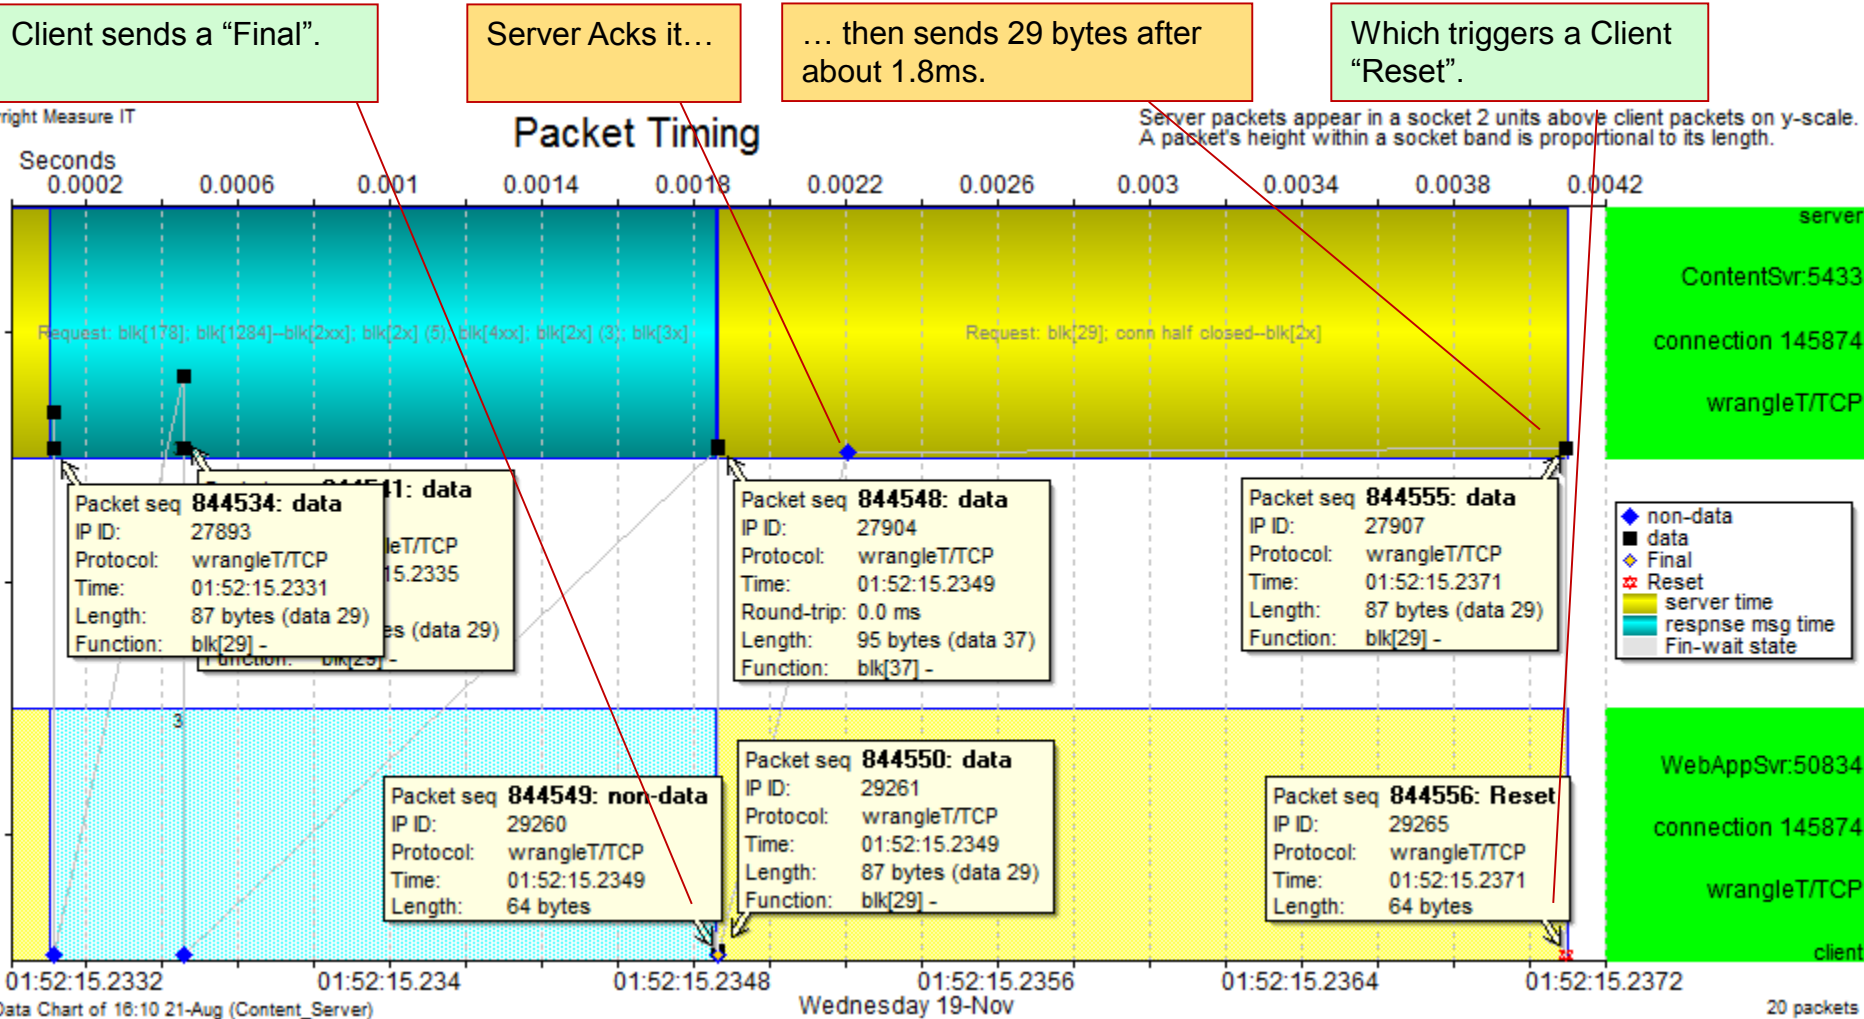 Client sends a “Final”.
Server Acks it…
… then sends 29 bytes after
about 1.8ms.
Which triggers a Client
“Reset”.
right Measure IT
Packet Timing
Server packets appear in a socket 2 units above client packets on y-scale.
A packet's height within a socket band is proportional to its length.
Seconds
0.0002 0.0006 0.001 0.0014 0.0018 0.0022 0.0026 0.003 0.0034 0.0038 0.0042
server
ContentSvr:5433
connection 145874
wrangleT/TCP
Request: blk[178]; blk[1284]--blk[2xx]; blk[2x] (5); blk[4xx]; blk[2x] (3); blk[3x]
Request: blk[29]; conn half closed--blk[2x]
Packet seq 844534: data
IP ID: 27893
Protocol: wrangleT/TCP
Time: 01:52:15.2331
Length: 87 bytes (data 29)
Function: blk[29] -
844541: data
leT/TCP
15.2335
es (data 29)
Function: blk[29] -
Packet seq 844548: data
IP ID: 27904
Protocol: wrangleT/TCP
Time: 01:52:15.2349
Round-trip: 0.0 ms
Length: 95 bytes (data 37)
Function: blk[37] -
Packet seq 844555: data
IP ID: 27907
Protocol: wrangleT/TCP
Time: 01:52:15.2371
Length: 87 bytes (data 29)
Function: blk[29] -
non-data
data
Final
Reset
server time
respnse msg time
Fin-wait state
3
Packet seq 844549: non-data
IP ID: 29260
Protocol: wrangleT/TCP
Time: 01:52:15.2349
Length: 64 bytes
Packet seq 844550: data
IP ID: 29261
Protocol: wrangleT/TCP
Time: 01:52:15.2349
Length: 87 bytes (data 29)
Function: blk[29] -
Packet seq 844556: Reset
IP ID: 29265
Protocol: wrangleT/TCP
Time: 01:52:15.2371
Length: 64 bytes
WebAppSvr:50834
connection 145874
wrangleT/TCP
client
01:52:15.2332 01:52:15.234 01:52:15.2348 01:52:15.2356 01:52:15.2364 01:52:15.2372
Data Chart of 16:10 21-Aug (Content_Server)
Wednesday 19-Nov
20 packets